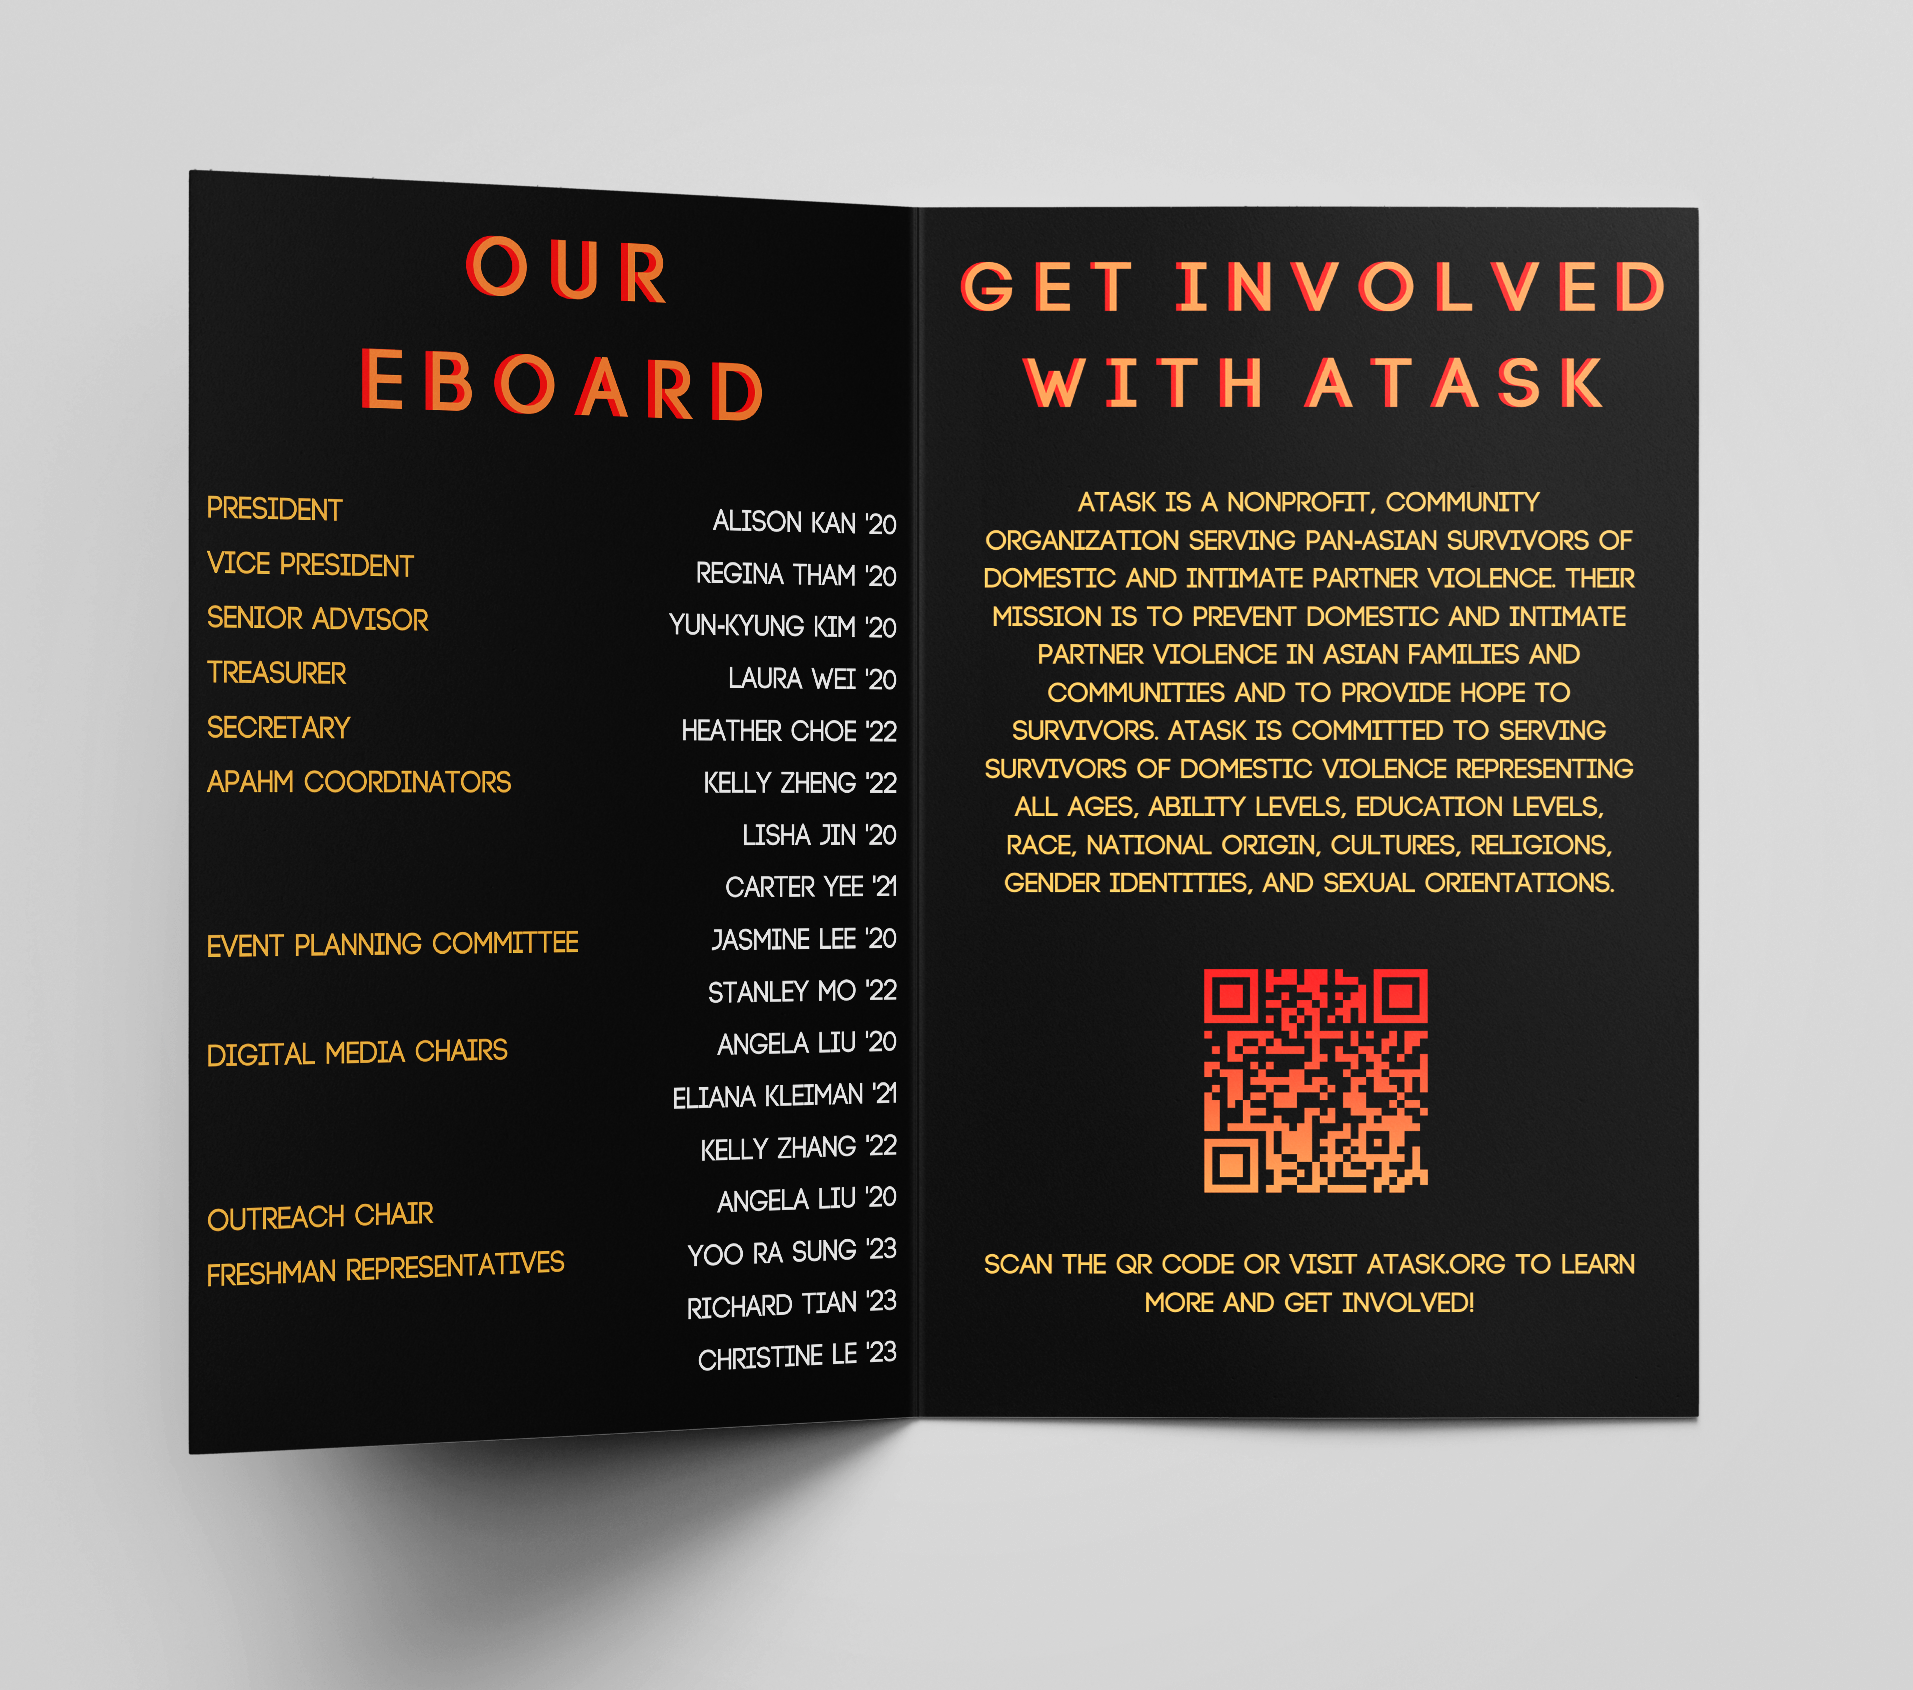 OUR
EBOARD
PRESIDENT ALISON KAN '20
VICE PRESIDENT REGINA THAM '20
SENIOR ADVISOR YUN-KYUNG KIM '20
TREASURER LAURA WEI '20
SECRETARY HEATHER CHOE '22
APAHM COORDINATORS KELLY ZHENG '22
LISHA JIN '20
CARTER YEE '21
EVENT PLANNING COMMITTEE JASMINE LEE '20
STANLEY MO '22
DIGITAL MEDIA CHAIRS ANGELA LIU '20
ELIANA KLEIMAN '21
KELLY ZHANG '22
OUTREACH CHAIR ANGELA LIU '20
FRESHMAN REPRESENTATIVES YOO RA SUNG '23
RICHARD TIAN '23
CHRISTINE LE '23
GET INVOLVED
WITH ATASK
ATASK IS A NONPROFIT, COMMUNITY
ORGANIZATION SERVING PAN-ASIAN SURVIVORS OF
DOMESTIC AND INTIMATE PARTNER VIOLENCE. THEIR
MISSION IS TO PREVENT DOMESTIC AND INTIMATE
PARTNER VIOLENCE IN ASIAN FAMILIES AND
COMMUNITIES AND TO PROVIDE HOPE TO
SURVIVORS. ATASK IS COMMITTED TO SERVING
SURVIVORS OF DOMESTIC VIOLENCE REPRESENTING
ALL AGES, ABILITY LEVELS, EDUCATION LEVELS,
RACE, NATIONAL ORIGIN, CULTURES, RELIGIONS,
GENDER IDENTITIES, AND SEXUAL ORIENTATIONS.
SCAN THE QR CODE OR VISIT ATASK.ORG TO LEARN
MORE AND GET INVOLVED!